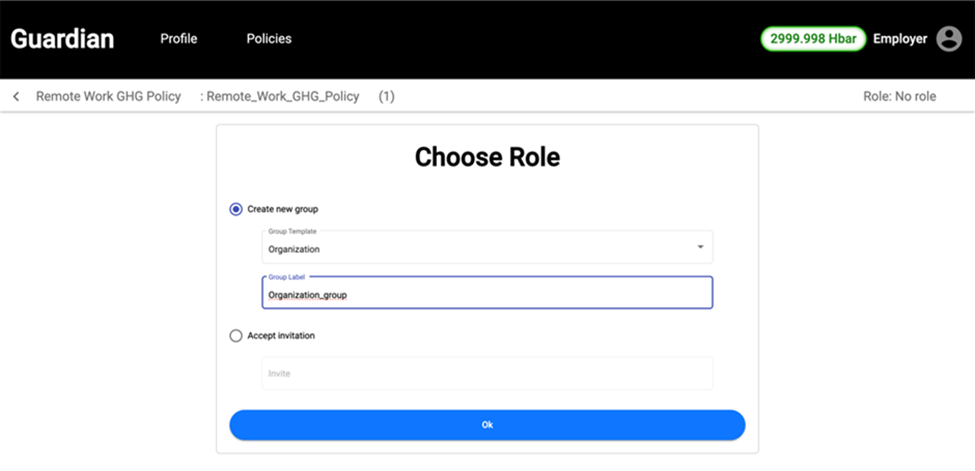 Guardian Profile Policies 2999.998 Hbar Employer
Remote Work GHG Policy : Remote_Work_GHG_Policy (1) Role: No role
Choose Role
Create new group
Group Template
Organization
Group Label
Organization_group
Accept invitation
Invite
Ok